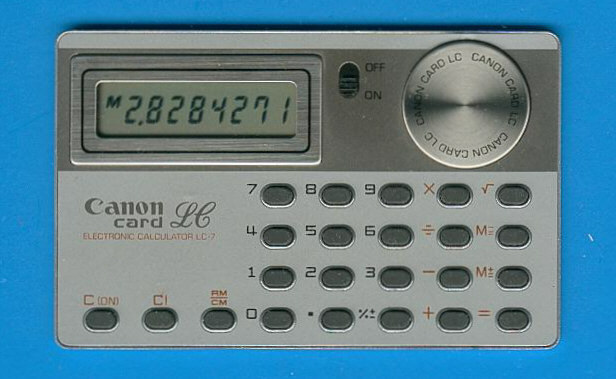 OFF
ON
M 2.8284271
CANON CARD LC CANON CARD LC CANON CARD LC
Canon
card LC
ELECTRONIC CALCULATOR LC-7
7 8 9 × √
4 5 6 ÷ M=
1 2 3 − M±
C (ON) CI RM/CM 0 • %± + =